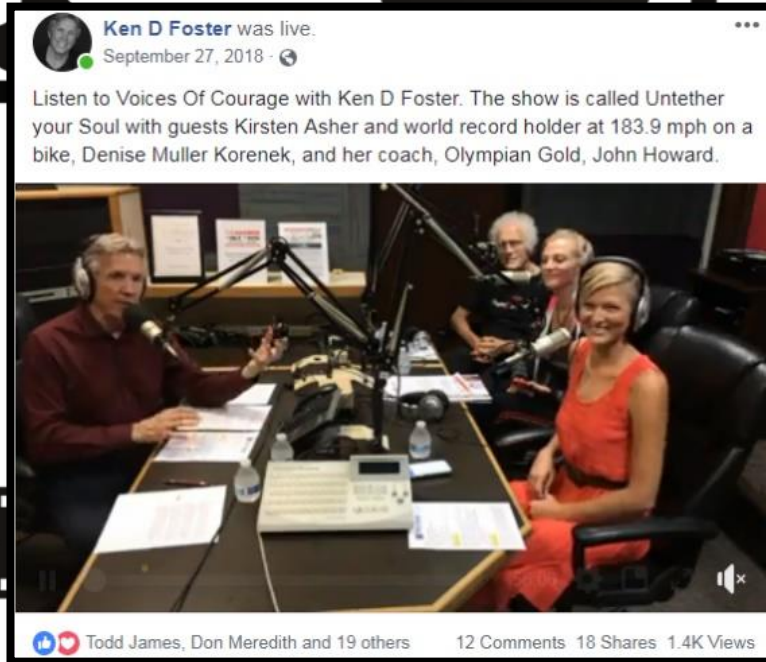 Ken D Foster was live.
September 27, 2018 ·
Listen to Voices Of Courage with Ken D Foster. The show is called Untether
your Soul with guests Kirsten Asher and world record holder at 183.9 mph on a
bike, Denise Muller Korenek, and her coach, Olympian Gold, John Howard.
Todd James, Don Meredith and 19 others 12 Comments 18 Shares 1.4K Views